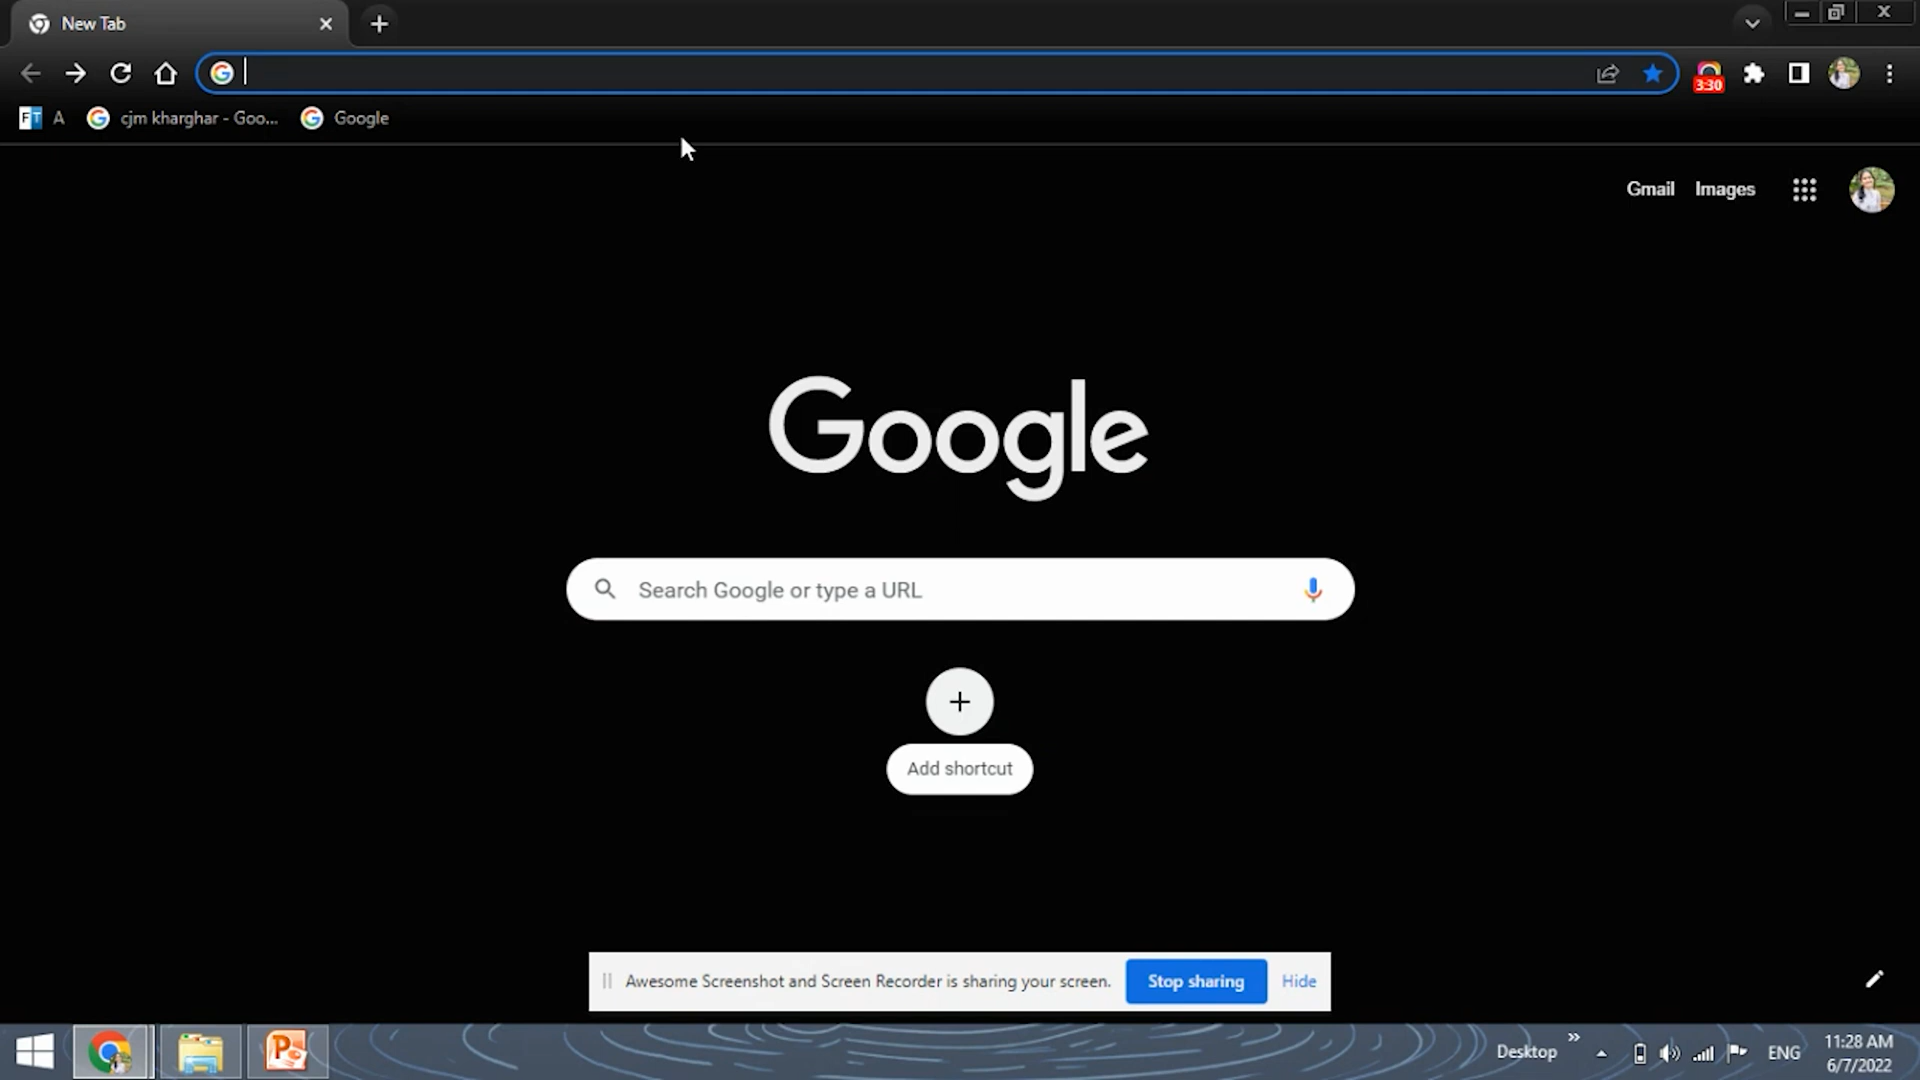 New Tab
3:30
FT A
cjm kharghar - Goo...
Google
Gmail
Images
Google
Search Google or type a URL
Add shortcut
Awesome Screenshot and Screen Recorder is sharing your screen.
Stop sharing
Hide
Desktop
ENG
11:28 AM
6/7/2022